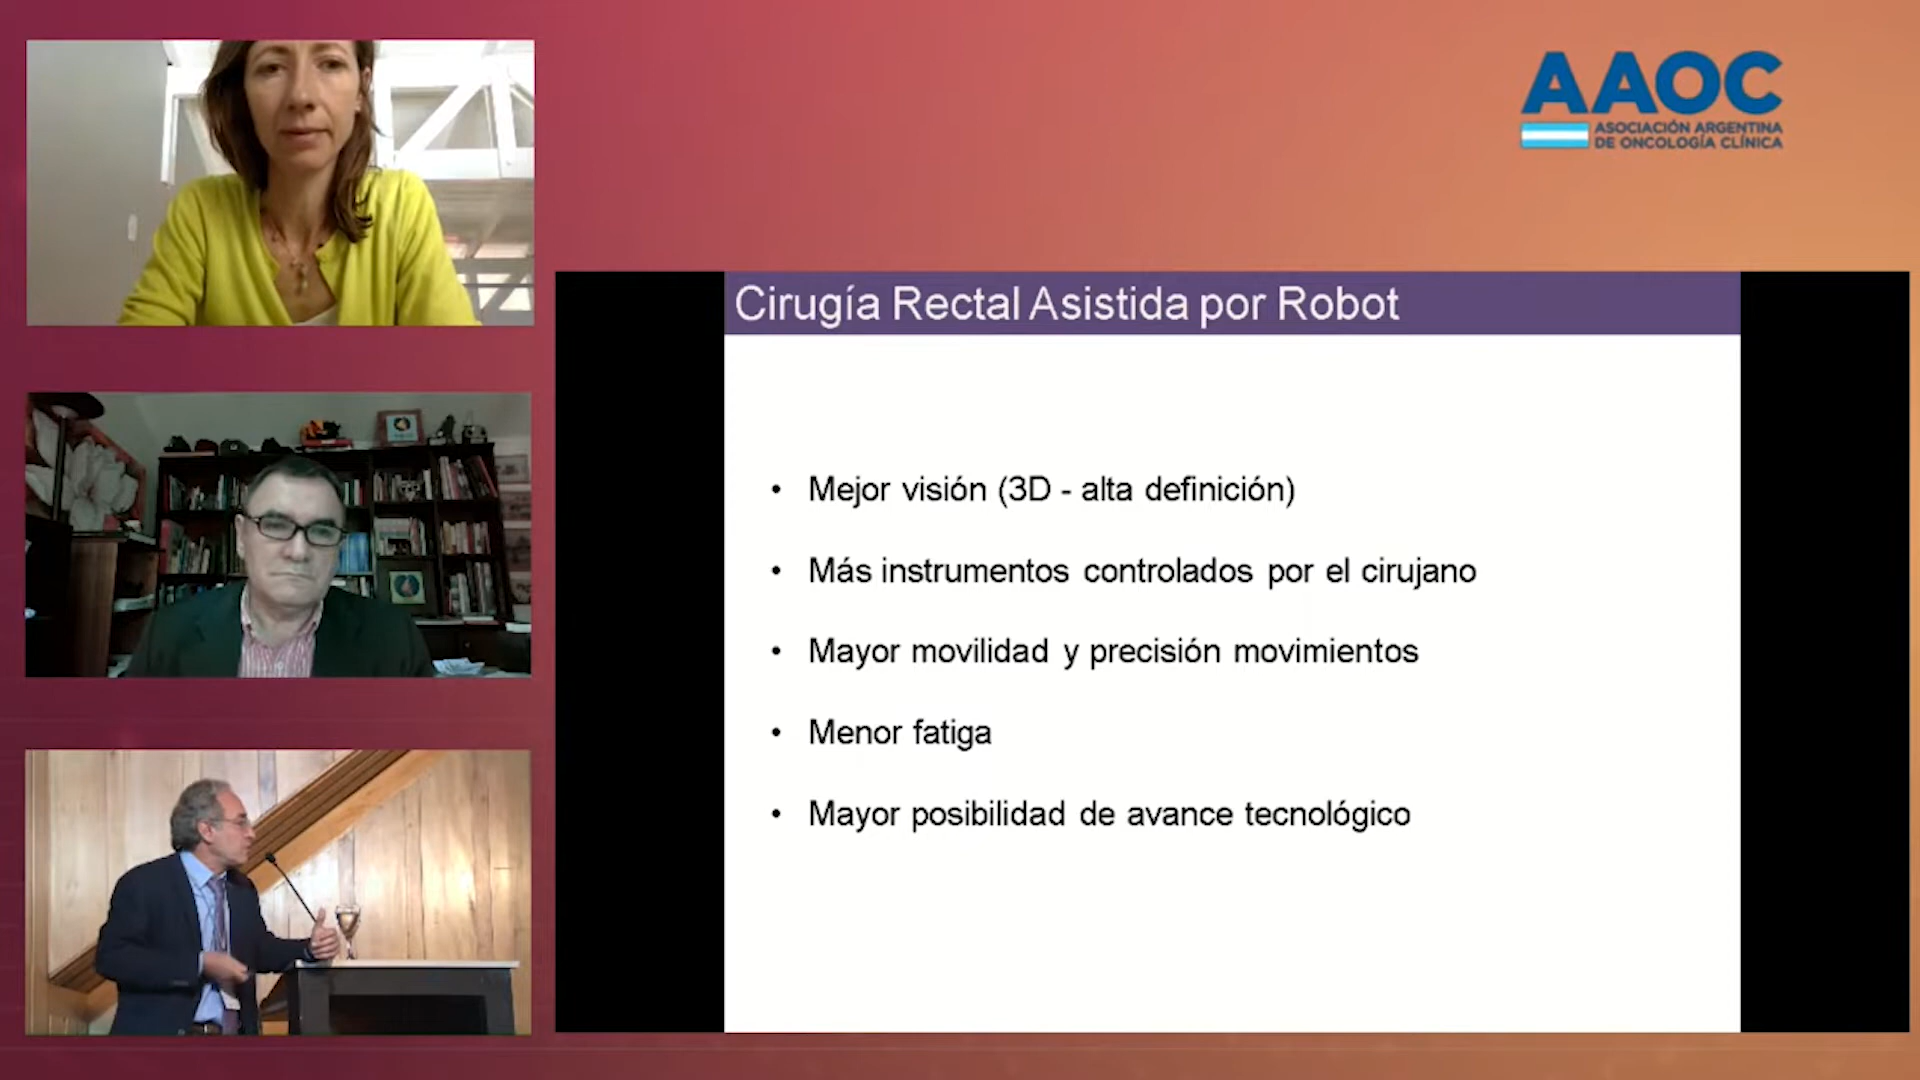 AAOC
ASOCIACIÓN ARGENTINA
DE ONCOLOGÍA CLÍNICA
Cirugía Rectal Asistida por Robot
• Mejor visión (3D - alta definición)
• Más instrumentos controlados por el cirujano
• Mayor movilidad y precisión movimientos
• Menor fatiga
• Mayor posibilidad de avance tecnológico